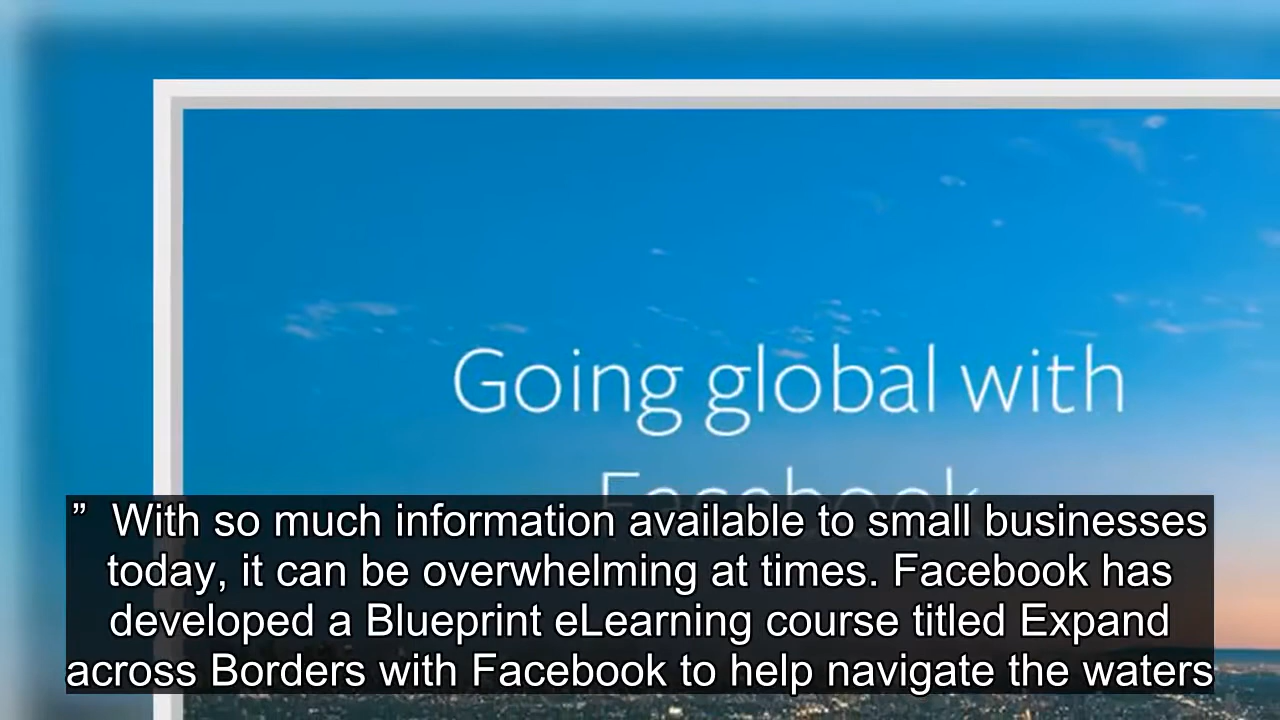 Going global with
Facebook
” With so much information available to small businesses
today, it can be overwhelming at times. Facebook has
developed a Blueprint eLearning course titled Expand
across Borders with Facebook to help navigate the waters